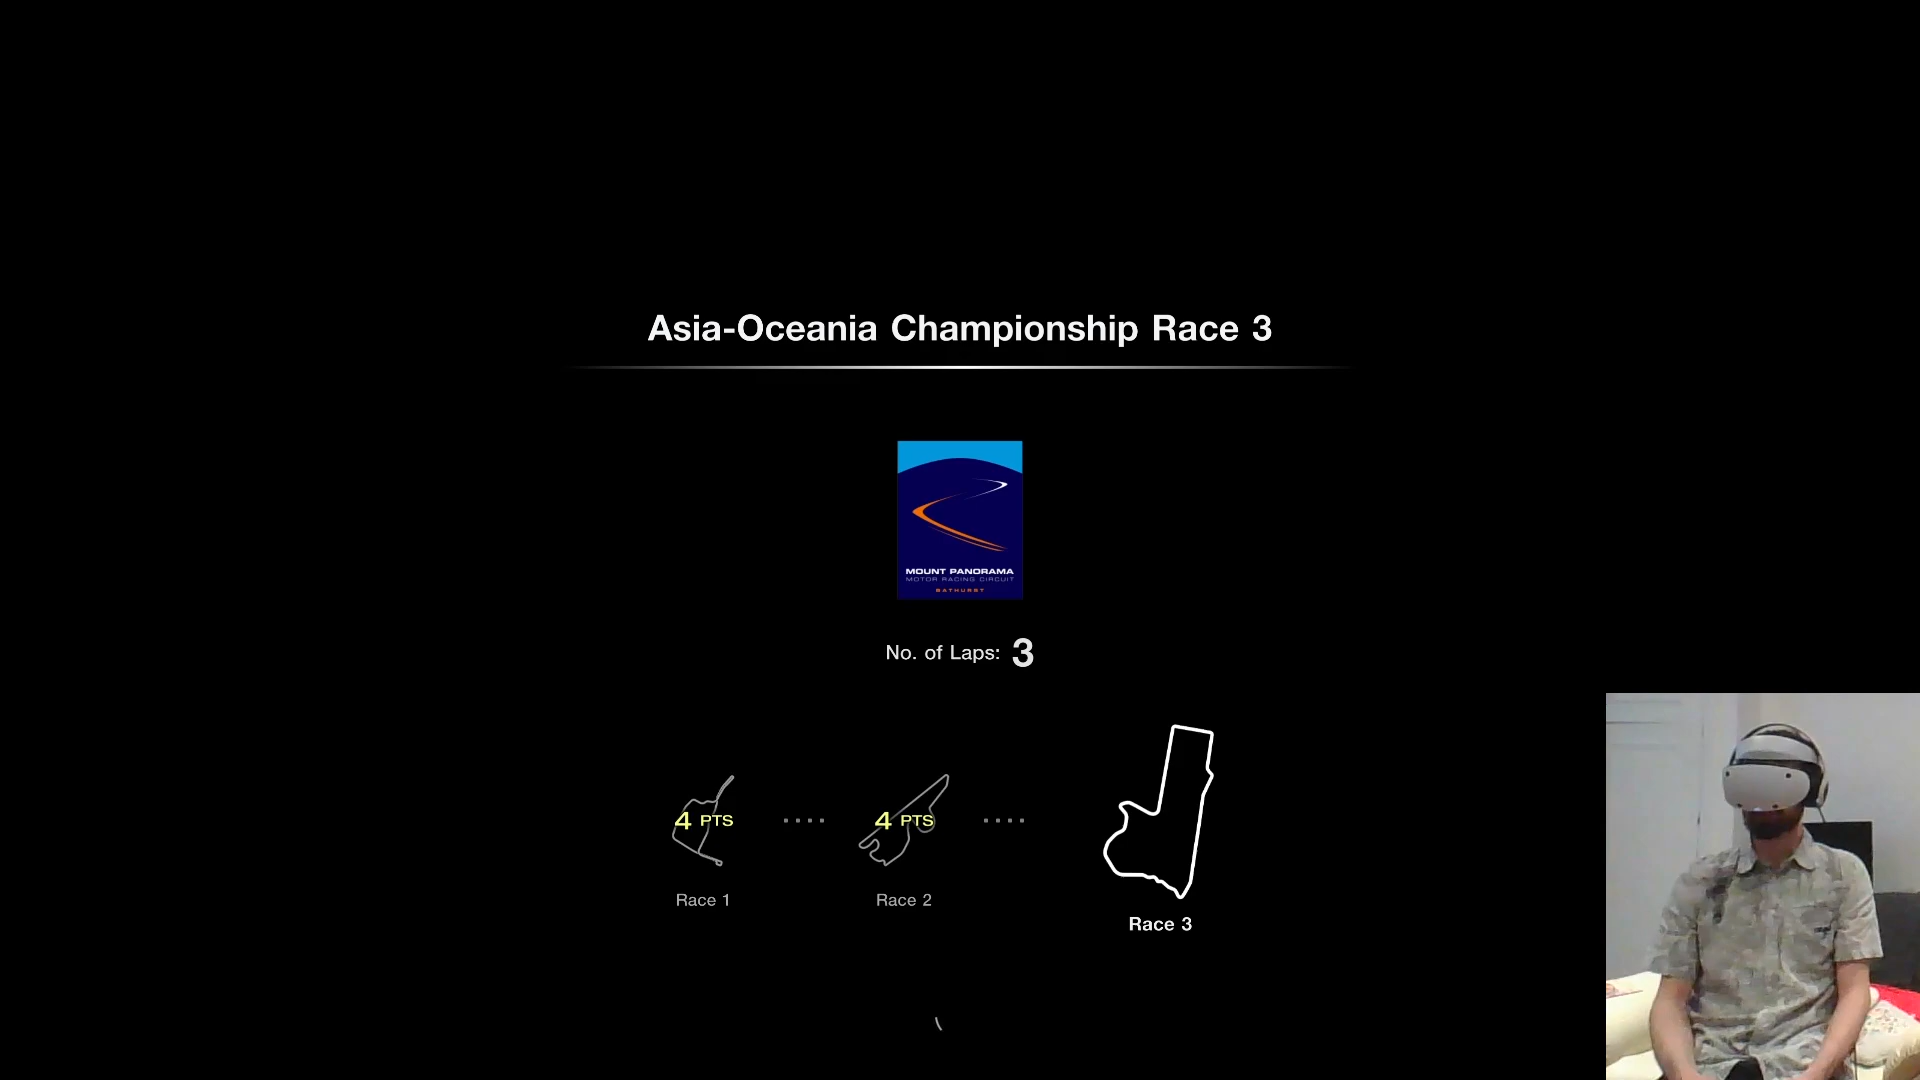 Asia-Oceania Championship Race 3
MOUNT PANORAMA
MOTOR RACING CIRCUIT
BATHURST
No. of Laps: 3
4 PTS
4 PTS
Race 1
Race 2
Race 3